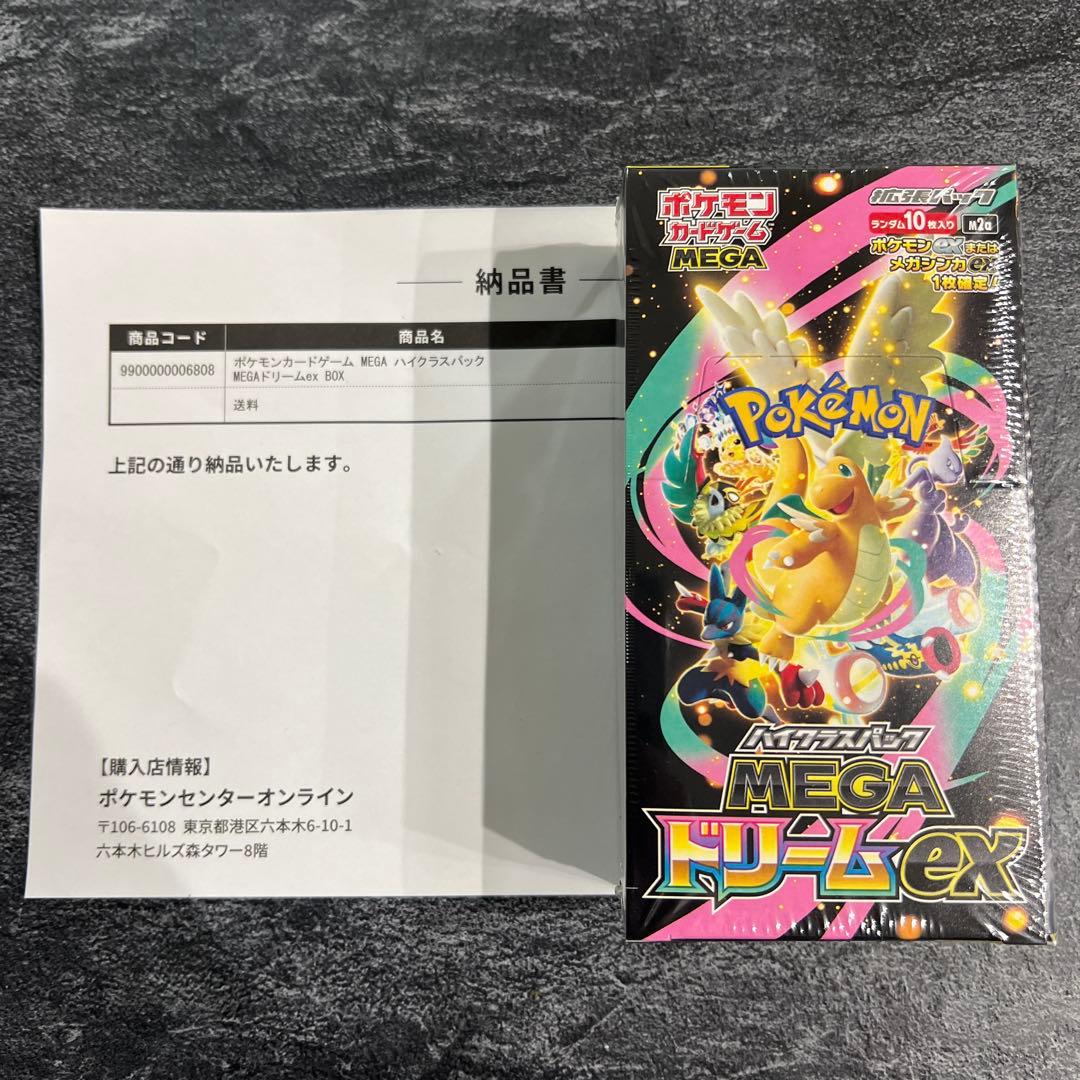 納品書
商品コード 商品名
9900000006808 ポケモンカードゲーム MEGA ハイクラスパック
MEGAドリームex BOX
送料
上記の通り納品いたします。
【購入店情報】
ポケモンセンターオンライン
〒106-6108 東京都港区六本木6-10-1
六本木ヒルズ森タワー8階
ポケモン
カードゲーム
MEGA
拡張パック
ランダム10枚入り M2a
ポケモンexまたは
メガシンカex
1枚確定!
POKéMON
ハイクラスパック
MEGA
ドリームex